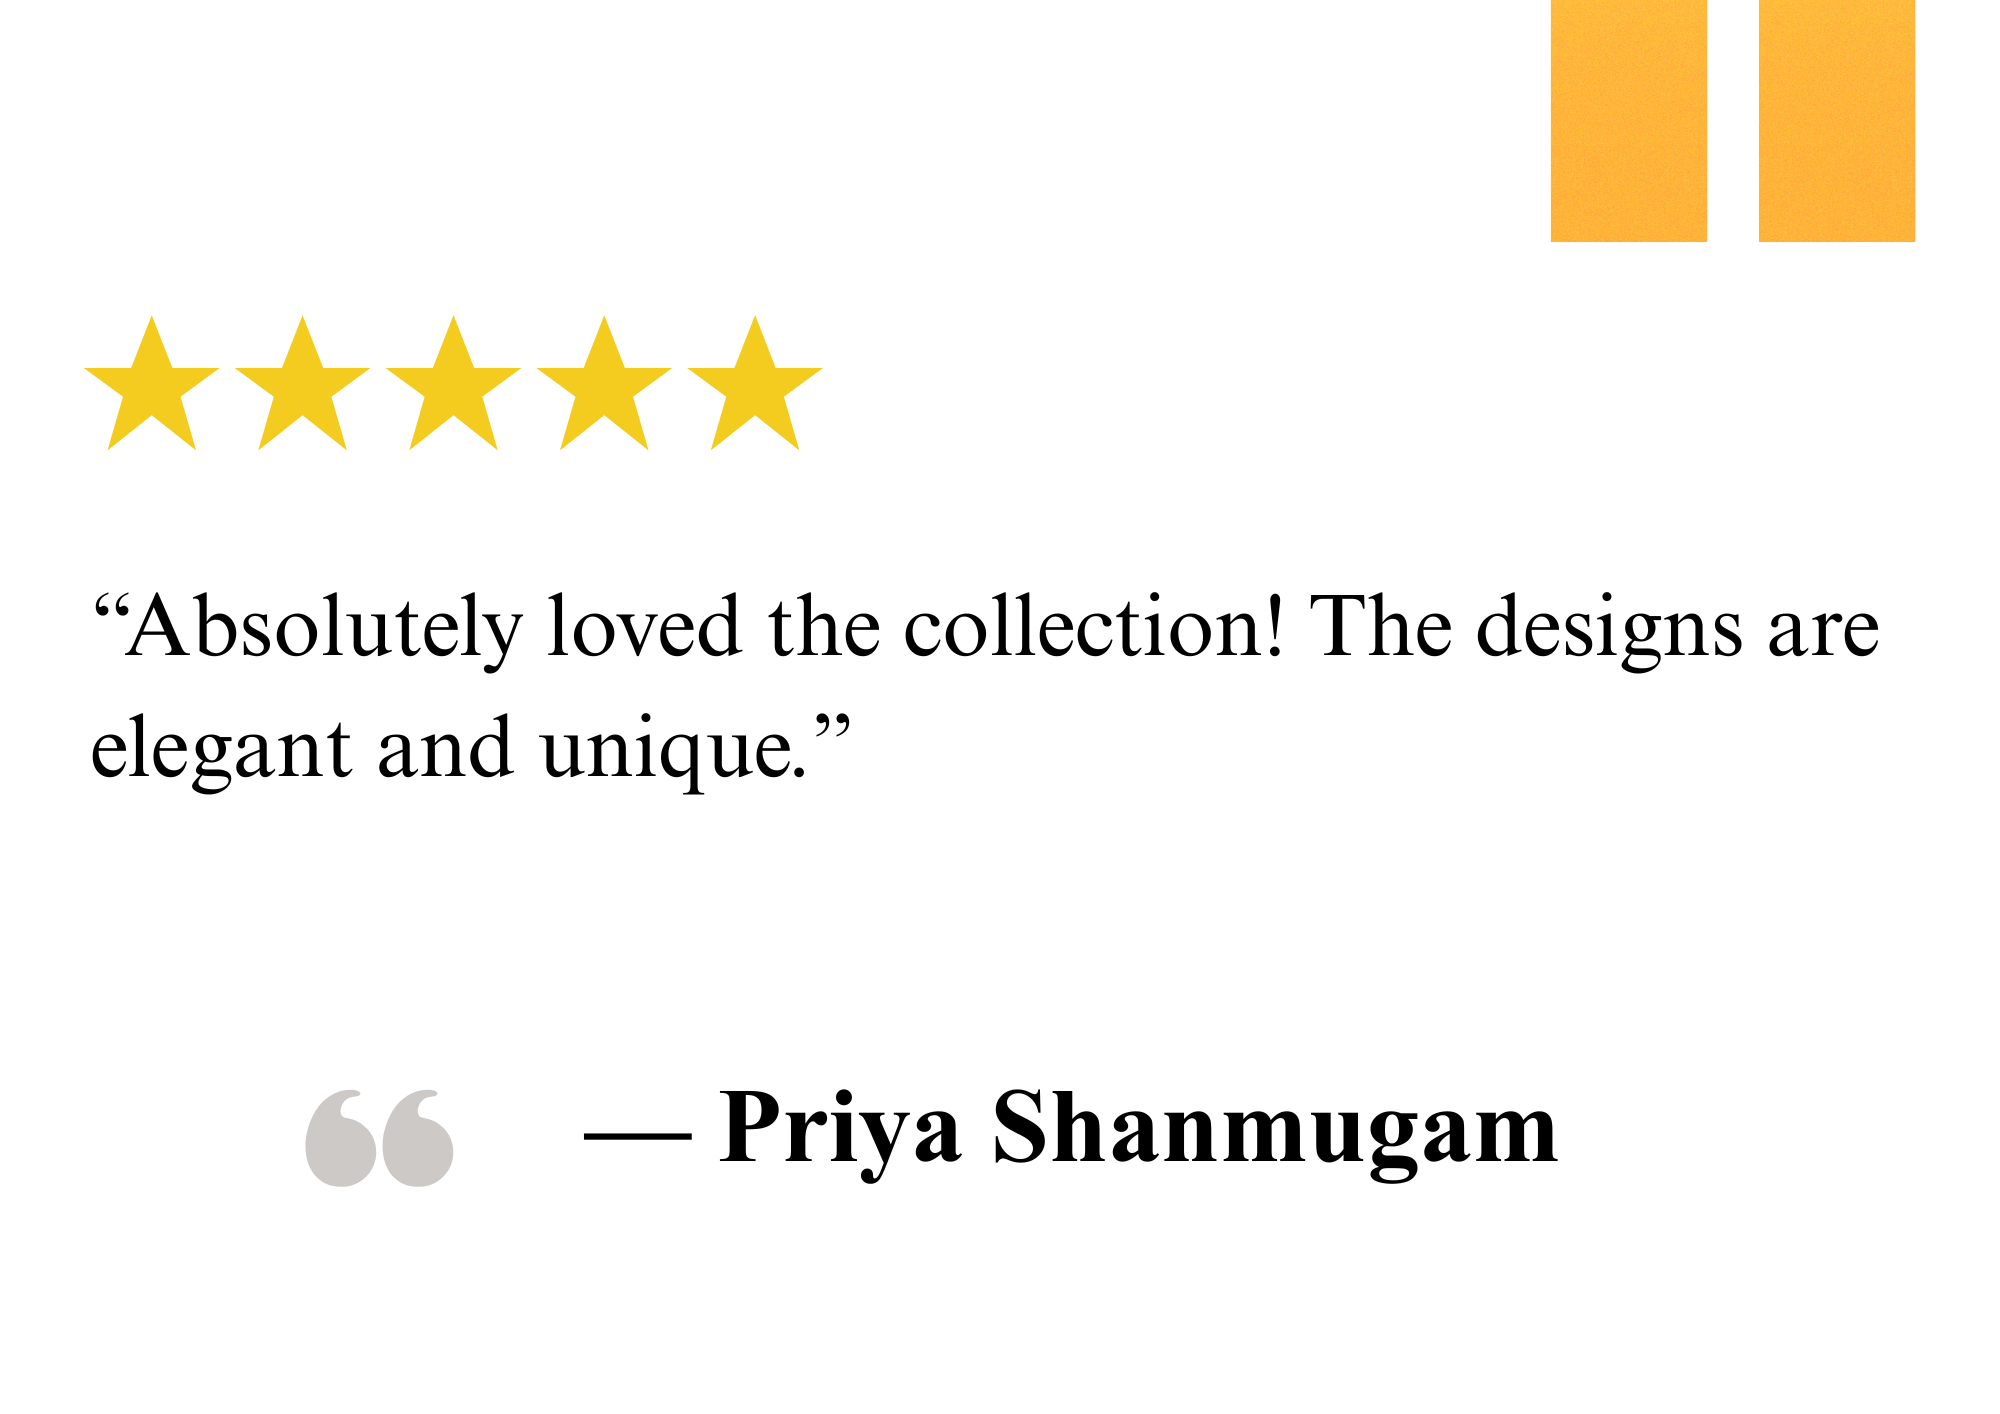 “Absolutely loved the collection! The designs are
elegant and unique.”
— Priya Shanmugam